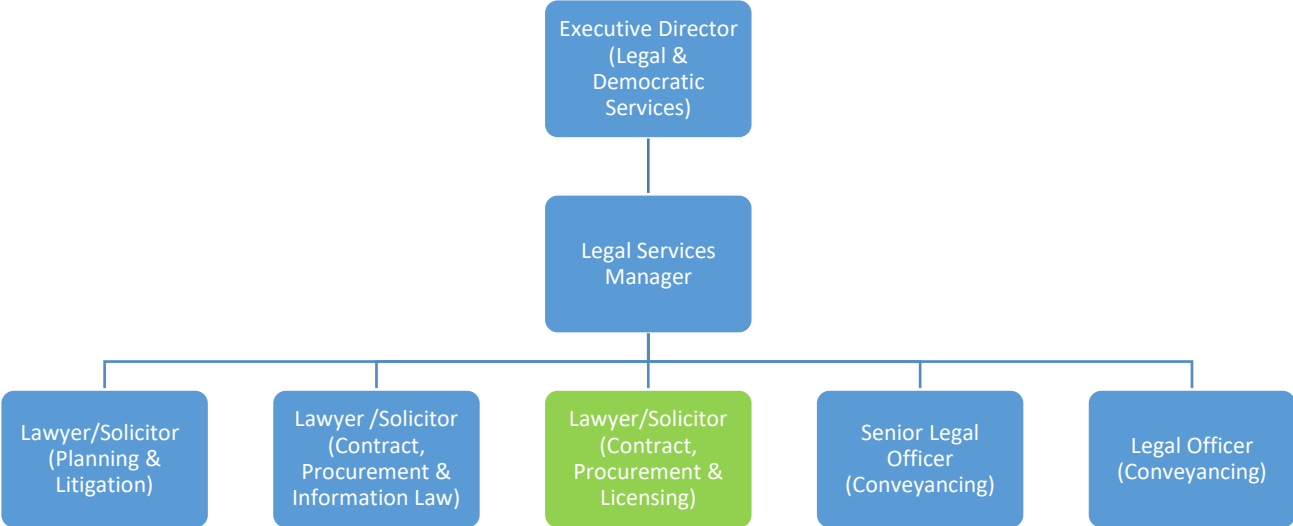 Executive Director
(Legal &
Democratic
Services)
Legal Services
Manager
Lawyer/Solicitor
(Planning &
Litigation)
Lawyer /Solicitor
(Contract,
Procurement &
Information Law)
Lawyer/Solicitor
(Contract,
Procurement &
Licensing)
Senior Legal
Officer
(Conveyancing)
Legal Officer
(Conveyancing)